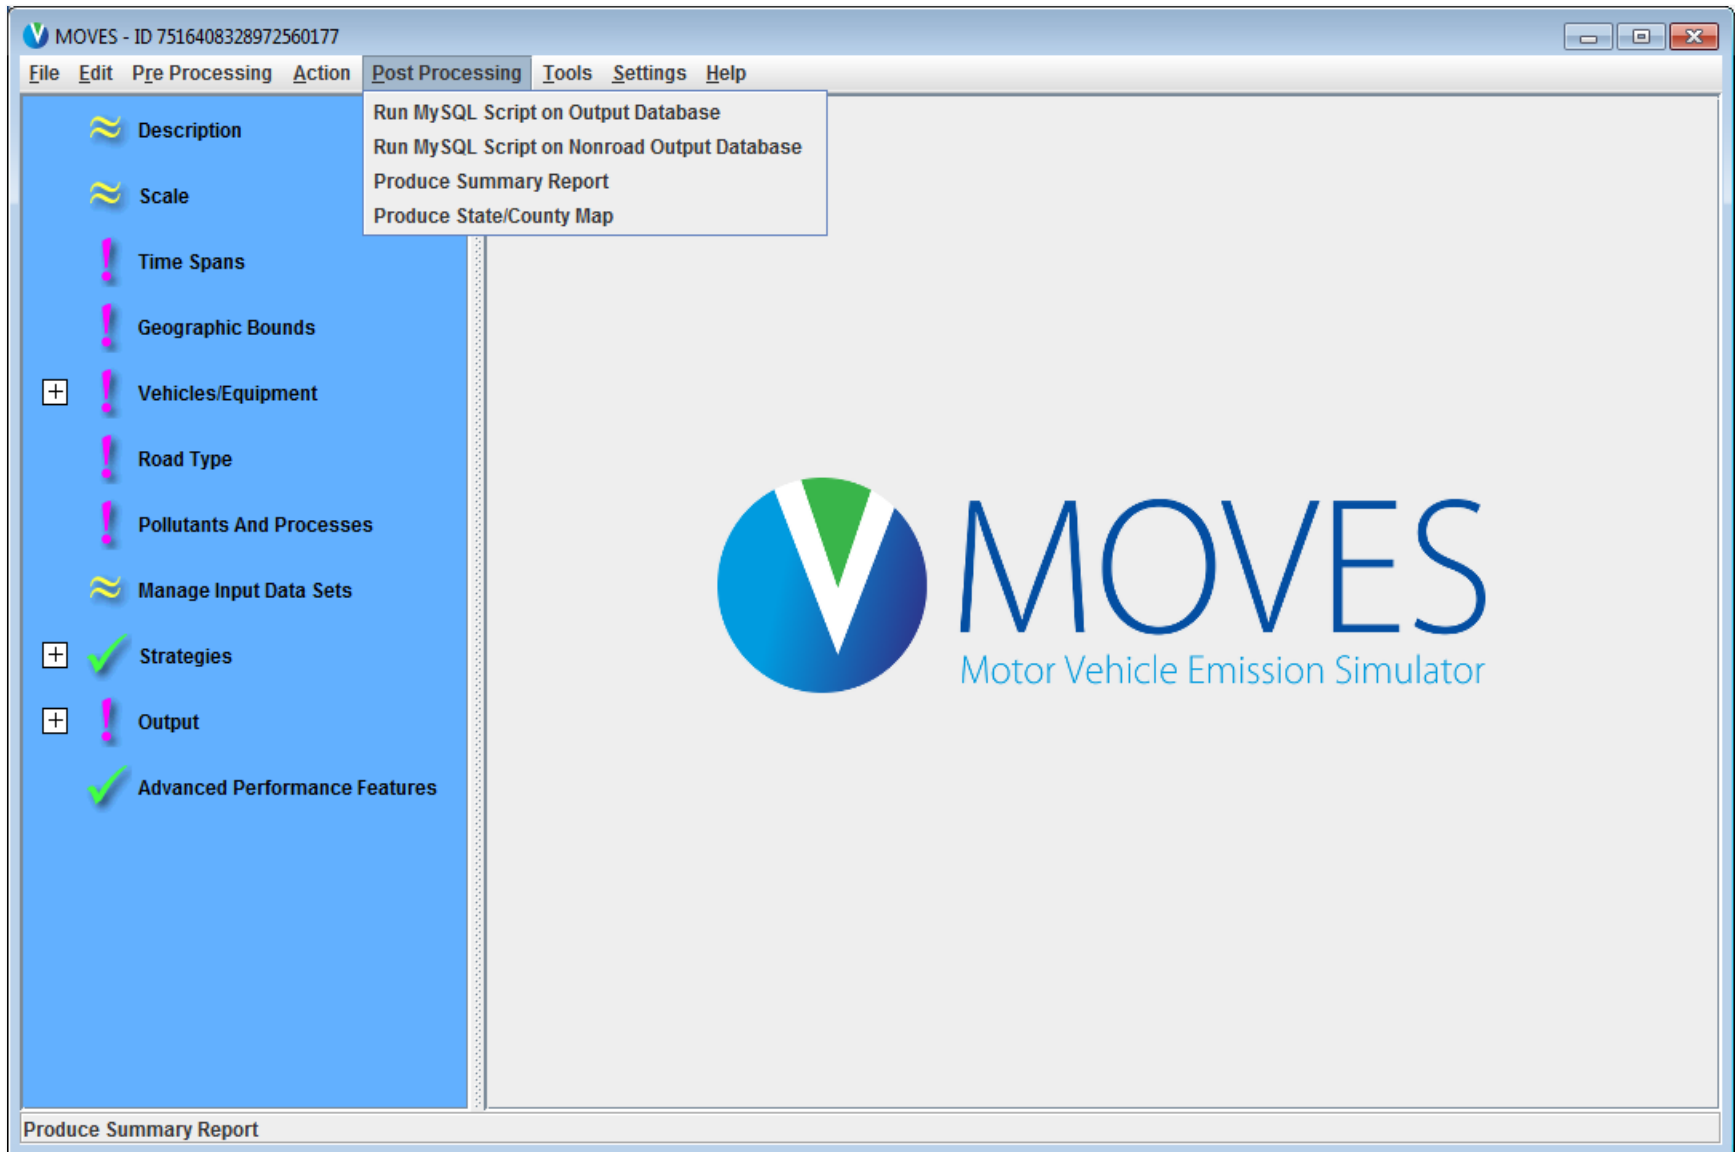 MOVES - ID 7516408328972560177
File Edit Pre Processing Action Post Processing Tools Settings Help
Run MySQL Script on Output Database
Run MySQL Script on Nonroad Output Database
Produce Summary Report
Produce State/County Map
Description
Scale
Time Spans
Geographic Bounds
Vehicles/Equipment
Road Type
Pollutants And Processes
Manage Input Data Sets
Strategies
Output
Advanced Performance Features
MOVES
Motor Vehicle Emission Simulator
Produce Summary Report